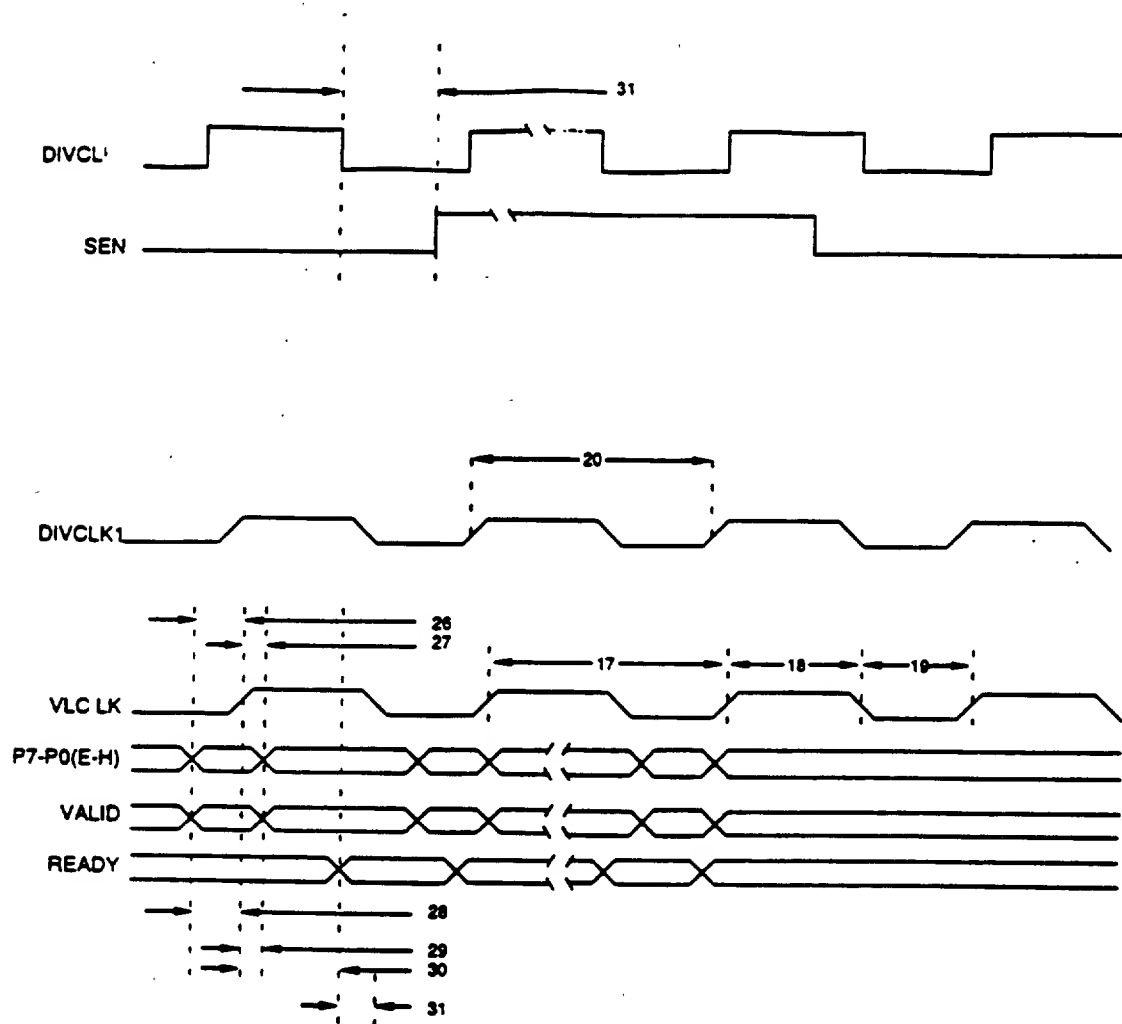 31
DIVCL
SEN
20
DIVCLK1
26
27
17
18
19
VLC LK
P7-P0(E-H)
VALID
READY
28
29
30
31